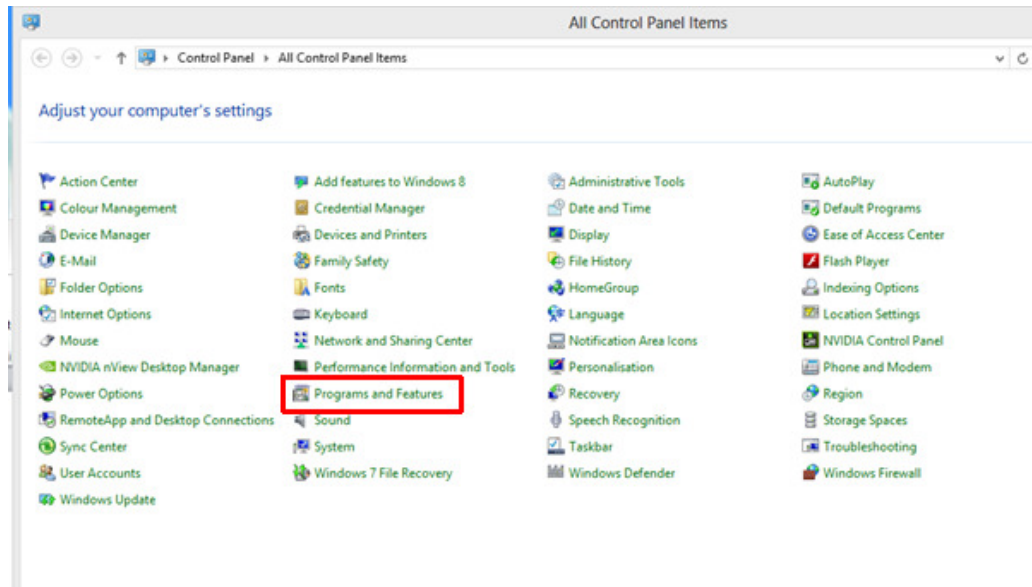 All Control Panel Items
Control Panel All Control Panel Items
Adjust your computer's settings
Action Center Add features to Windows 8 Administrative Tools AutoPlay
Colour Management Credential Manager Date and Time Default Programs
Device Manager Devices and Printers Display Ease of Access Center
E-Mail Family Safety File History Flash Player
Folder Options Fonts HomeGroup Indexing Options
Internet Options Keyboard Language Location Settings
Mouse Network and Sharing Center Notification Area Icons NVIDIA Control Panel
NVIDIA nView Desktop Manager Performance Information and Tools Personalisation Phone and Modem
Power Options Programs and Features Recovery Region
RemoteApp and Desktop Connections Sound Speech Recognition Storage Spaces
Sync Center System Taskbar Troubleshooting
User Accounts Windows 7 File Recovery Windows Defender Windows Firewall
Windows Update